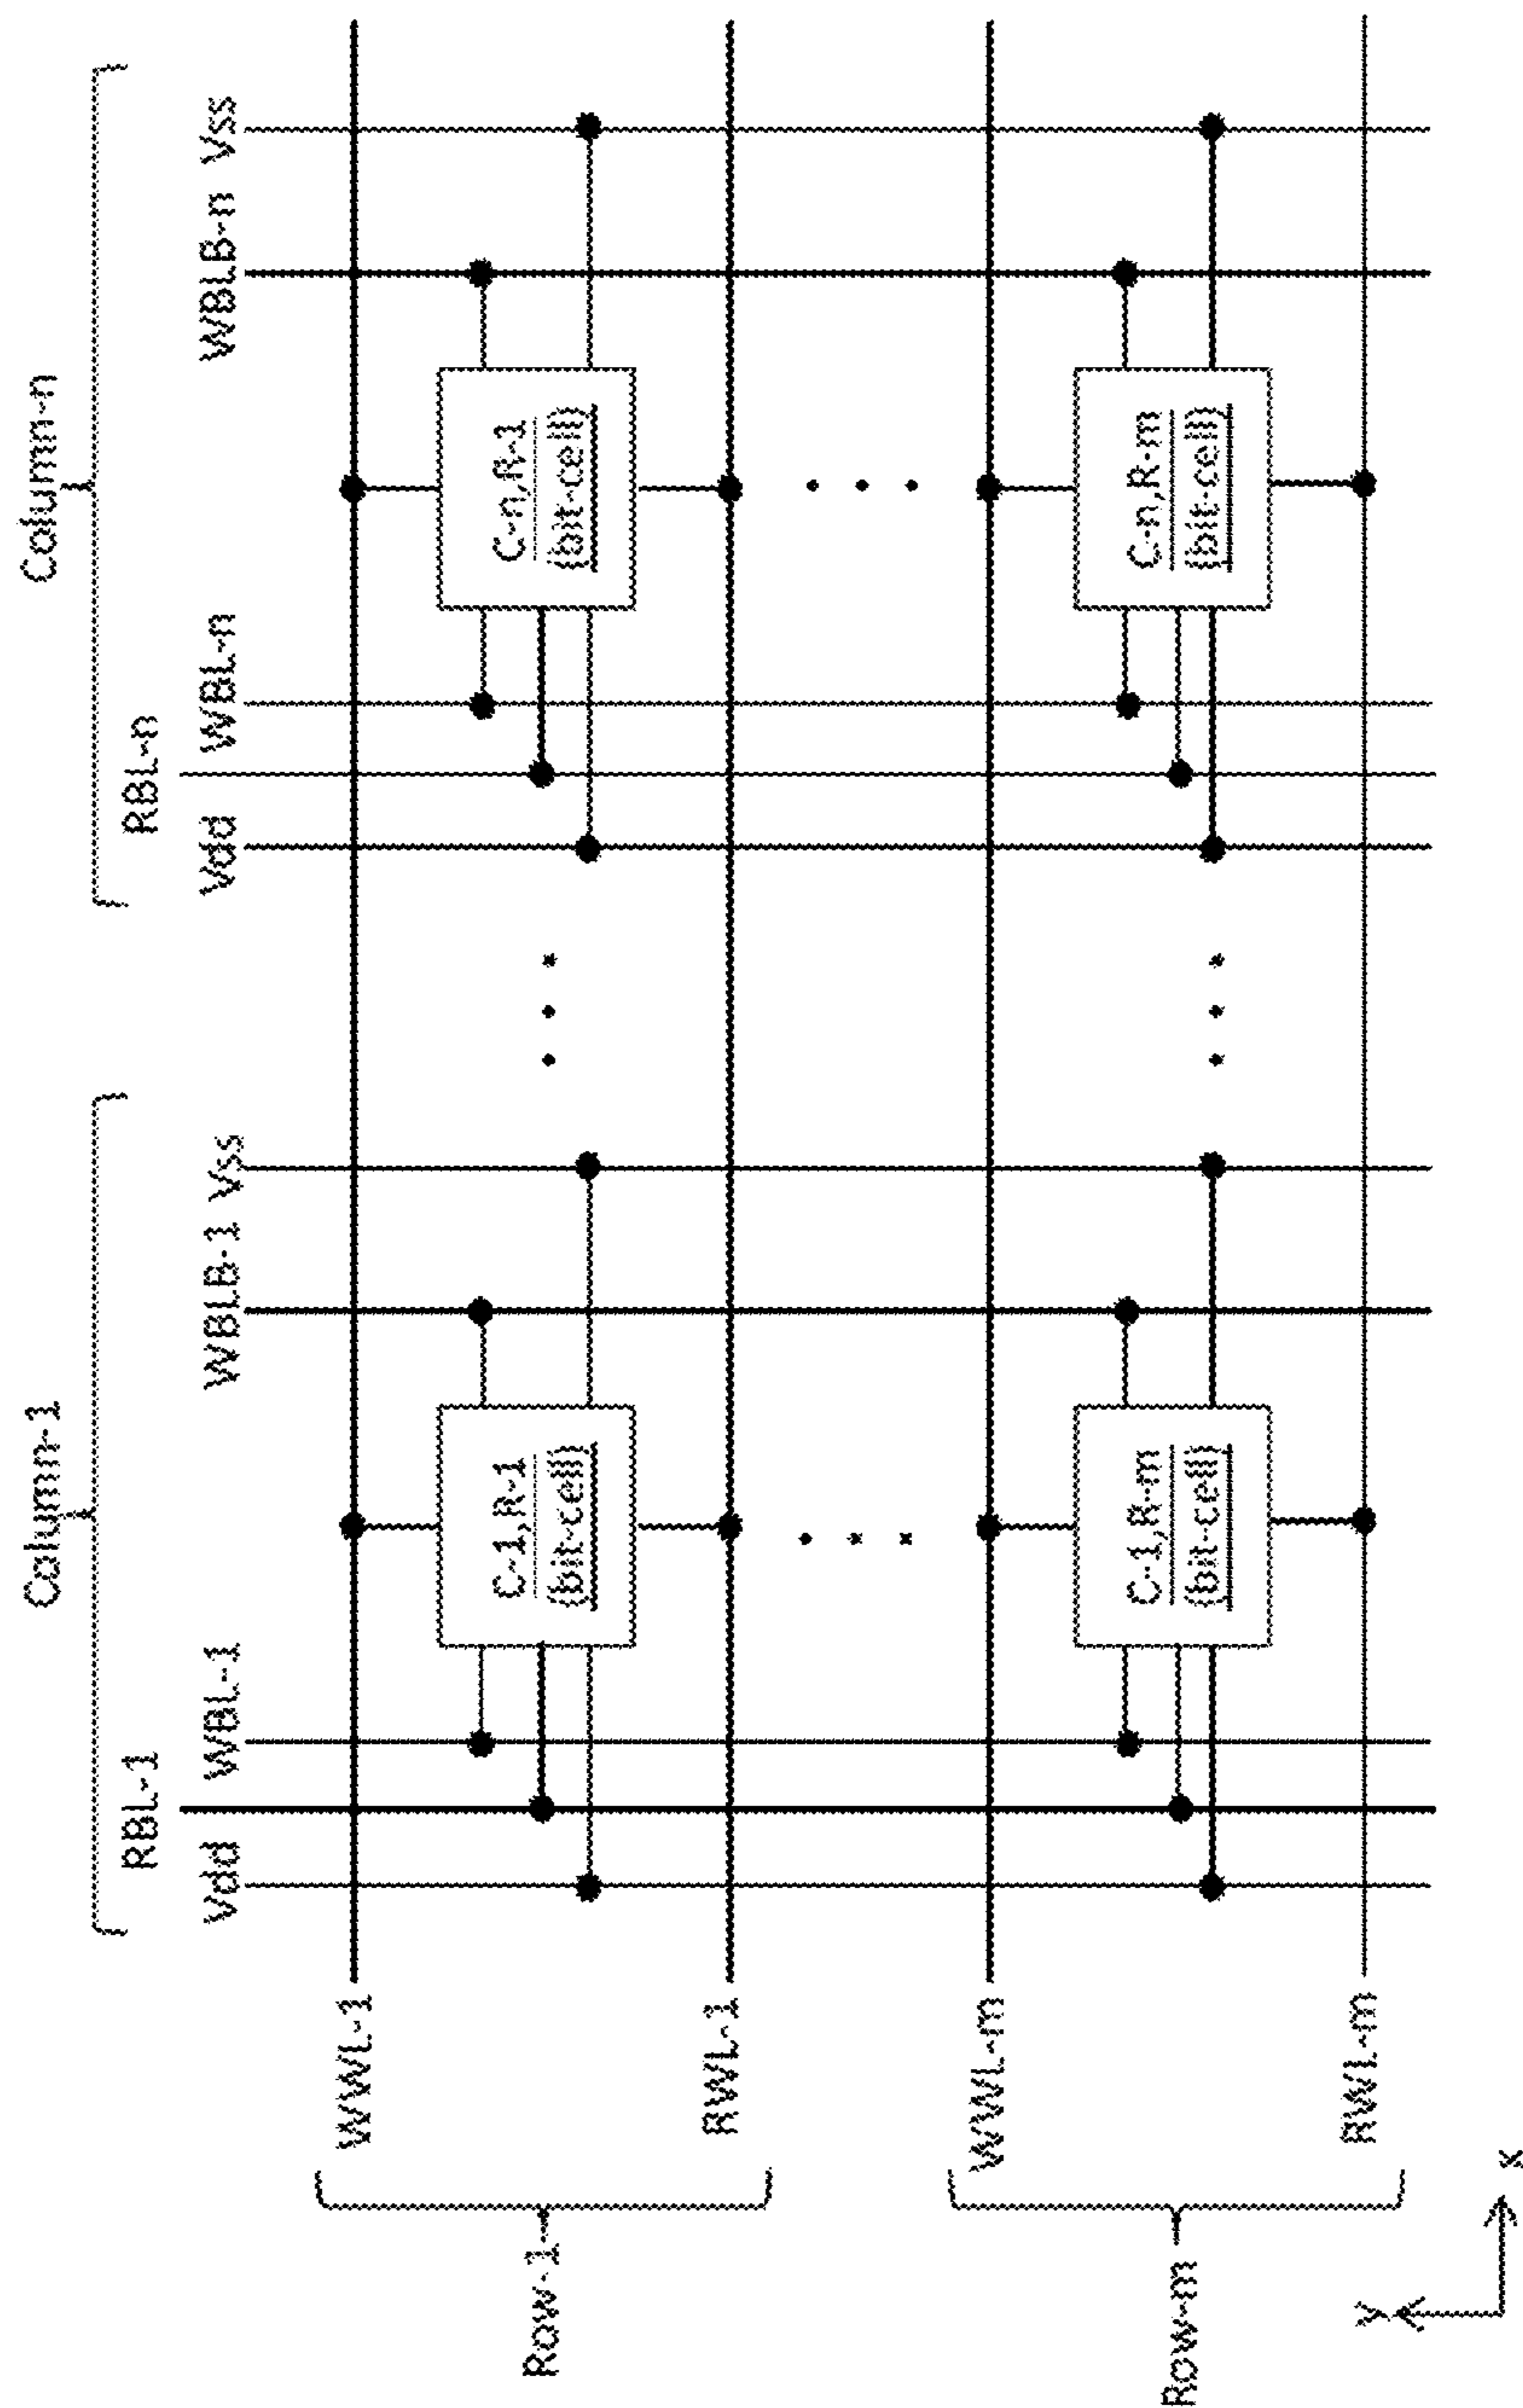 Column-1
Column-n
RBL-1
RBL-n
Vdd
WBL-1
WBLB-1
Vss
Vdd
WBL-n
WBLB-n
Vss
Row-1
WWL-1
C-1,R-1
(bit-cell)
C-n,R-1
(bit-cell)
RWL-1
Row-m
WWL-m
C-1,R-m
(bit-cell)
C-n,R-m
(bit-cell)
RWL-m
y
x